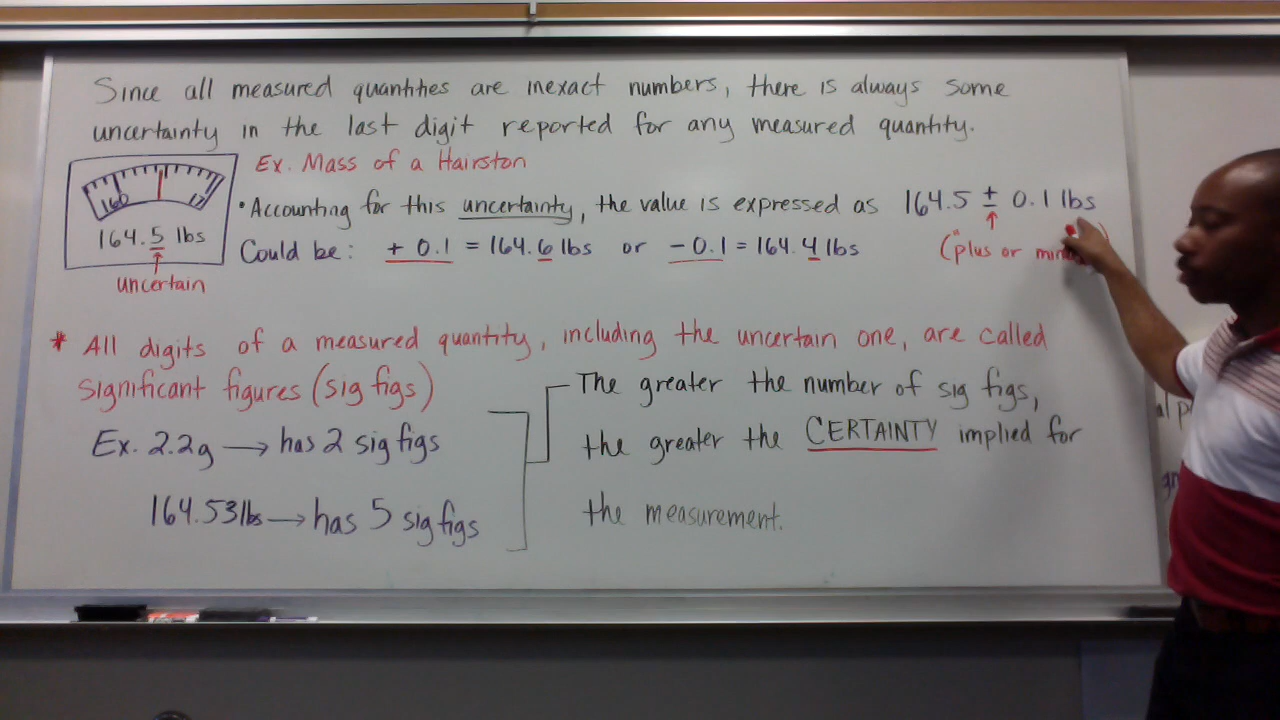 Since all measured quantities are inexact numbers, there is always some
uncertainty in the last digit reported for any measured quantity.
Ex. Mass of a Hairston
160 17
164.5 lbs
uncertain
• Accounting for this uncertainty, the value is expressed as 164.5 ± 0.1 lbs
Could be: + 0.1 = 164.6 lbs or - 0.1 = 164.4 lbs
("plus or
* All digits of a measured quantity, including the uncertain one, are called
significant figures (sig figs)
Ex. 2.2g → has 2 sig figs
164.53lbs → has 5 sig figs
The greater the number of sig figs,
the greater the CERTAINTY implied for
the measurement.